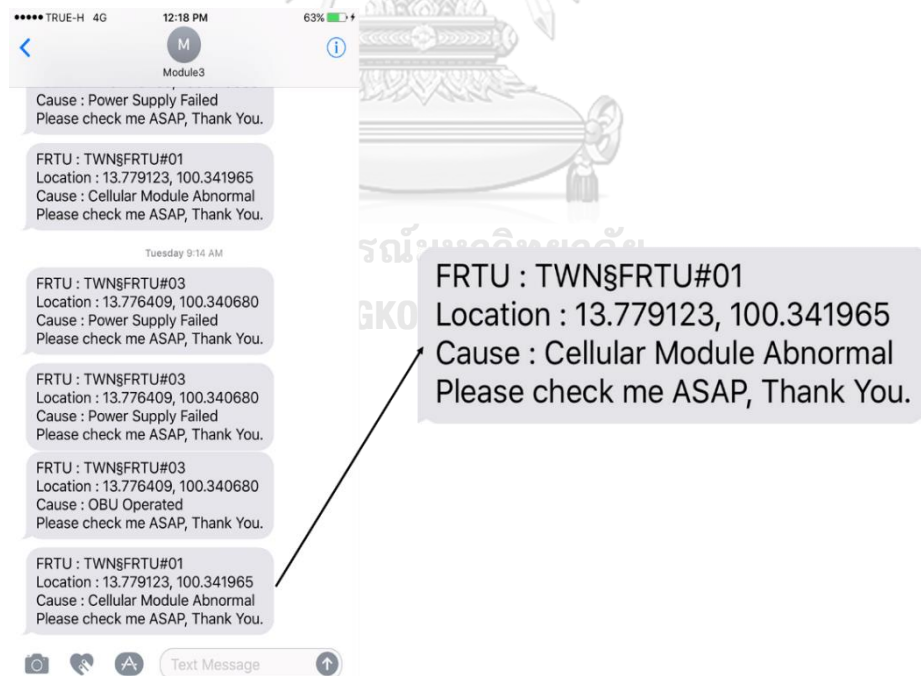 TRUE-H 4G 12:18 PM 63%
M
Module3
Cause : Power Supply Failed
Please check me ASAP, Thank You.
FRTU : TWN§FRTU#01
Location : 13.779123, 100.341965
Cause : Cellular Module Abnormal
Please check me ASAP, Thank You.
Tuesday 9:14 AM
FRTU : TWN§FRTU#03
Location : 13.776409, 100.340680
Cause : Power Supply Failed
Please check me ASAP, Thank You.
FRTU : TWN§FRTU#03
Location : 13.776409, 100.340680
Cause : Power Supply Failed
Please check me ASAP, Thank You.
FRTU : TWN§FRTU#03
Location : 13.776409, 100.340680
Cause : OBU Operated
Please check me ASAP, Thank You.
FRTU : TWN§FRTU#01
Location : 13.779123, 100.341965
Cause : Cellular Module Abnormal
Please check me ASAP, Thank You.
Text Message
FRTU : TWN§FRTU#01
Location : 13.779123, 100.341965
Cause : Cellular Module Abnormal
Please check me ASAP, Thank You.